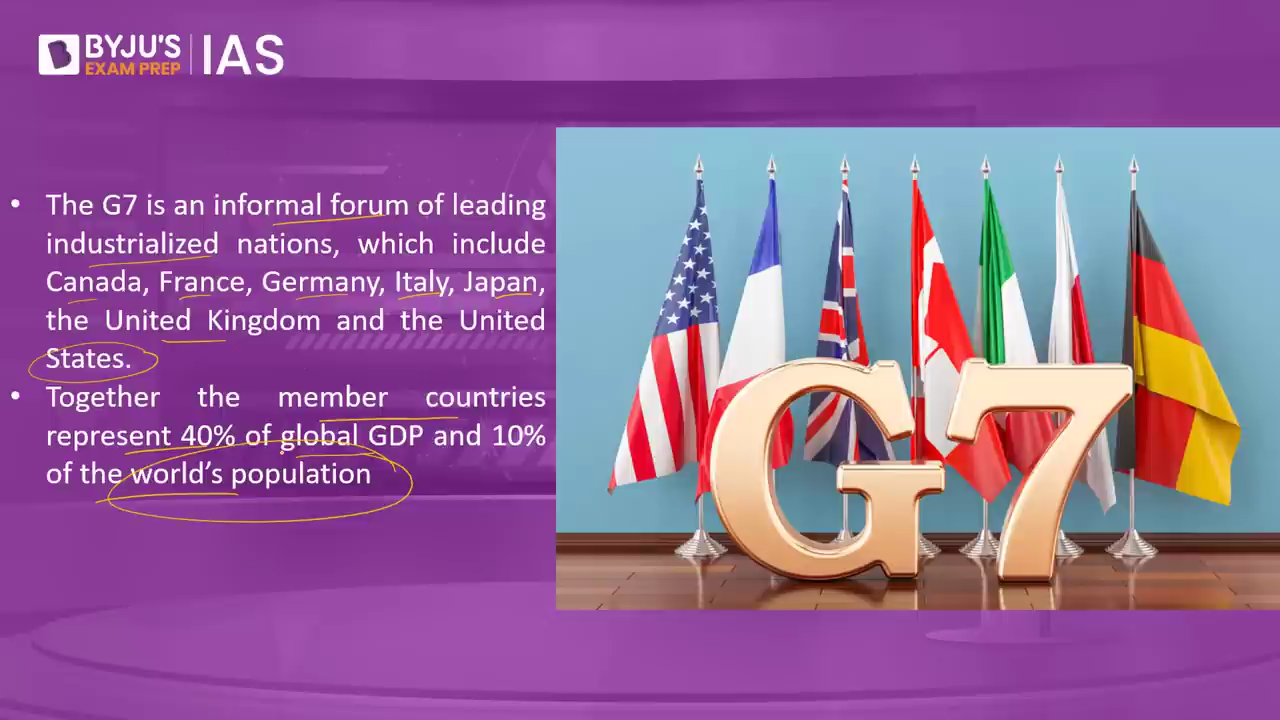 BYJU'S
EXAM PREP
IAS
• The G7 is an informal forum of leading
industrialized nations, which include
Canada, France, Germany, Italy, Japan,
the United Kingdom and the United
States.
• Together the member countries
represent 40% of global GDP and 10%
of the world's population
G7